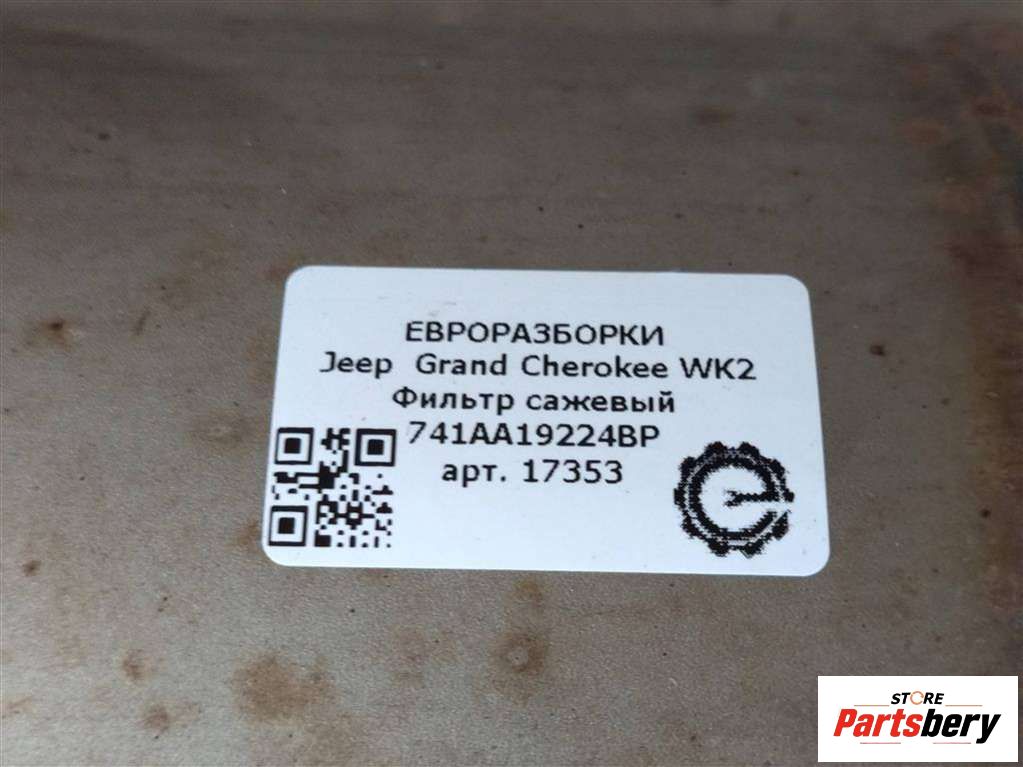 ЕВРОРАЗБОРКИ
Jeep Grand Cherokee WK2
Фильтр сажевый
741AA19224BP
арт. 17353
STORE
Partsbery